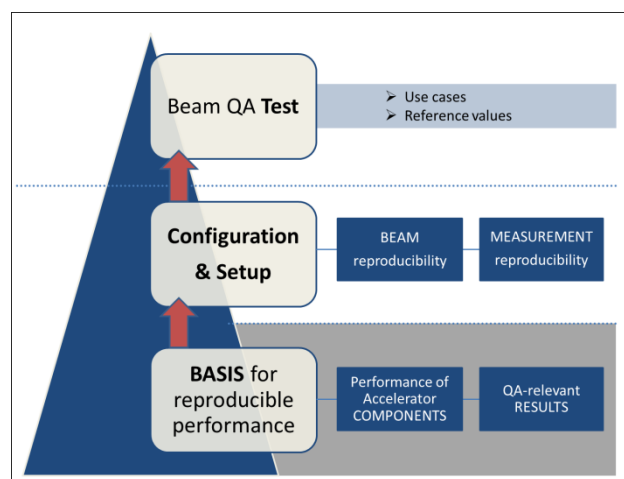 Beam QA Test
➢ Use cases
➢ Reference values
Configuration
& Setup
BEAM
reproducibility
MEASUREMENT
reproducibility
BASIS for
reproducible
performance
Performance of
Accelerator
COMPONENTS
QA-relevant
RESULTS